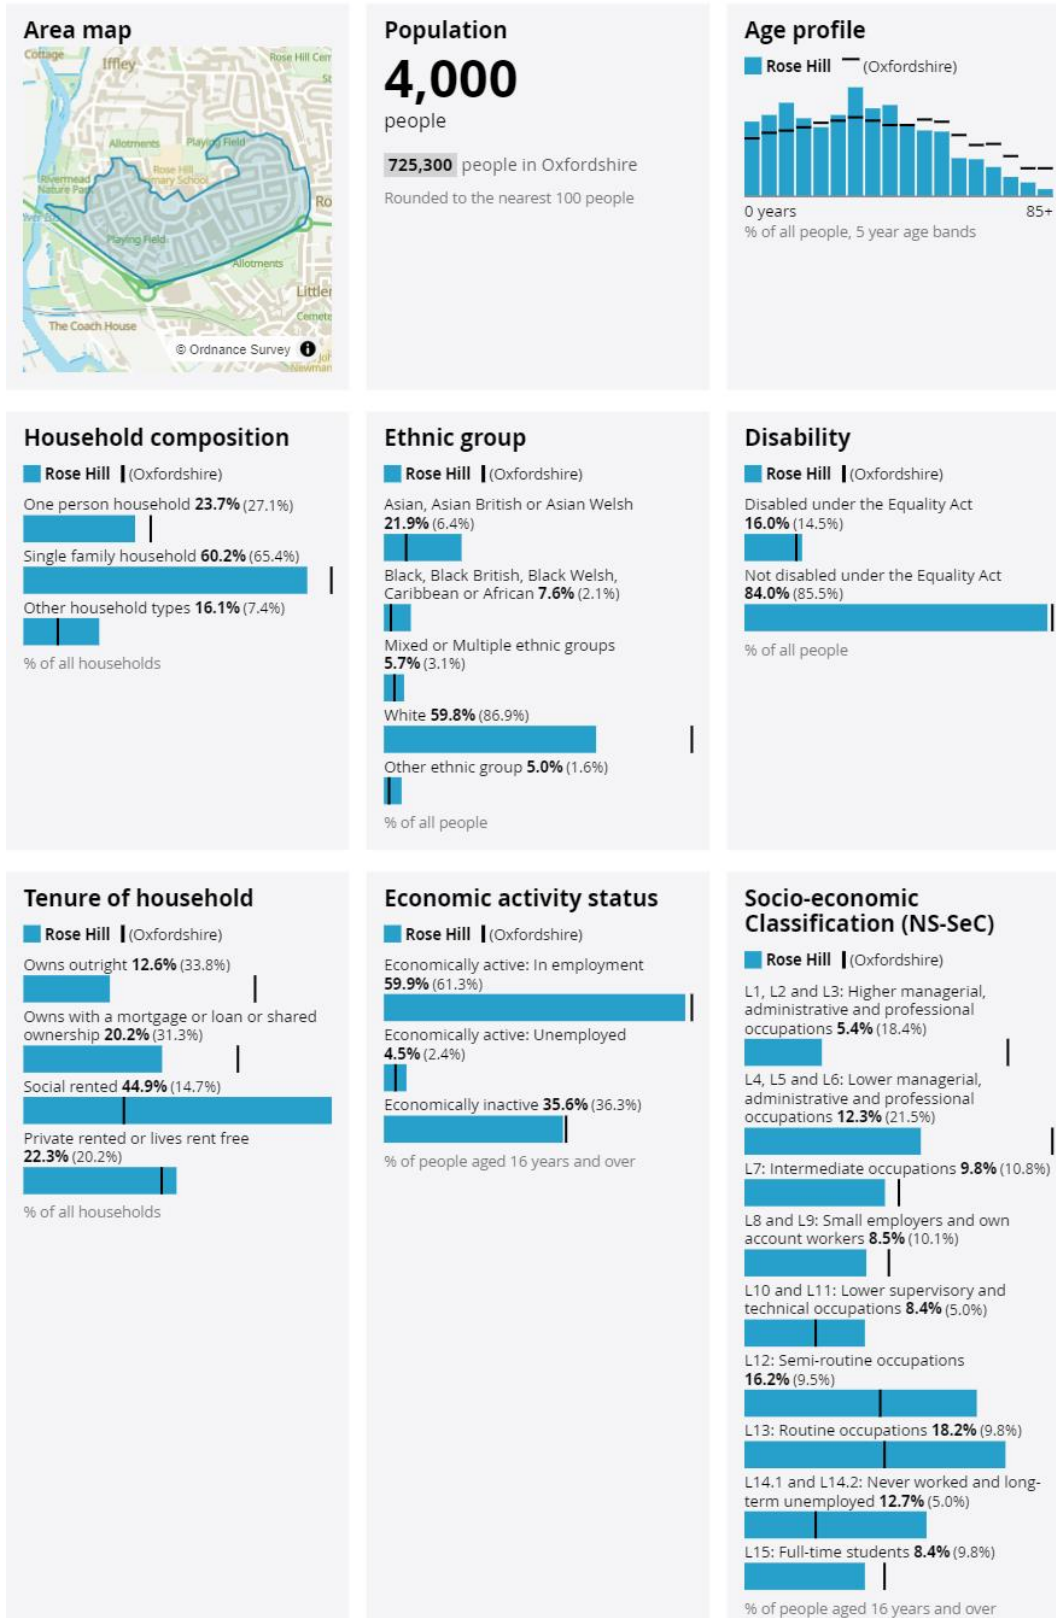 Area map
Cottage
Iffley
Rose Hill Cem
Allotments
Playing Field
Rose Hill
Primary School
Rivermead
Nature Park
Playing Field
Allotments
Littlem
The Coach House
Cemete
© Ordnance Survey
Newman
Population
4,000
people
725,300 people in Oxfordshire
Rounded to the nearest 100 people
Age profile
Rose Hill (Oxfordshire)
0 years 85+
% of all people, 5 year age bands
Household composition
Rose Hill (Oxfordshire)
One person household 23.7% (27.1%)
Single family household 60.2% (65.4%)
Other household types 16.1% (7.4%)
% of all households
Ethnic group
Rose Hill (Oxfordshire)
Asian, Asian British or Asian Welsh
21.9% (6.4%)
Black, Black British, Black Welsh,
Caribbean or African 7.6% (2.1%)
Mixed or Multiple ethnic groups
5.7% (3.1%)
White 59.8% (86.9%)
Other ethnic group 5.0% (1.6%)
% of all people
Disability
Rose Hill (Oxfordshire)
Disabled under the Equality Act
16.0% (14.5%)
Not disabled under the Equality Act
84.0% (85.5%)
% of all people
Tenure of household
Rose Hill (Oxfordshire)
Owns outright 12.6% (33.8%)
Owns with a mortgage or loan or shared
ownership 20.2% (31.3%)
Social rented 44.9% (14.7%)
Private rented or lives rent free
22.3% (20.2%)
% of all households
Economic activity status
Rose Hill (Oxfordshire)
Economically active: In employment
59.9% (61.3%)
Economically active: Unemployed
4.5% (2.4%)
Economically inactive 35.6% (36.3%)
% of people aged 16 years and over
Socio-economic
Classification (NS-SeC)
Rose Hill (Oxfordshire)
L1, L2 and L3: Higher managerial,
administrative and professional
occupations 5.4% (18.4%)
L4, L5 and L6: Lower managerial,
administrative and professional
occupations 12.3% (21.5%)
L7: Intermediate occupations 9.8% (10.8%)
L8 and L9: Small employers and own
account workers 8.5% (10.1%)
L10 and L11: Lower supervisory and
technical occupations 8.4% (5.0%)
L12: Semi-routine occupations
16.2% (9.5%)
L13: Routine occupations 18.2% (9.8%)
L14.1 and L14.2: Never worked and long-
term unemployed 12.7% (5.0%)
L15: Full-time students 8.4% (9.8%)
% of people aged 16 years and over